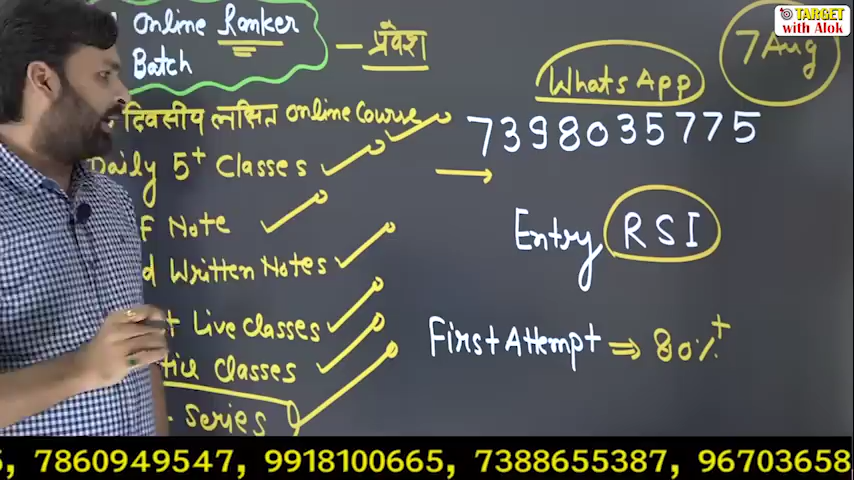 TARGET
with Alok
Online Ranker
Batch
प्रवेश
WhatsApp
7 Aug
दिवसीय लक्षित Online Course
7398035775
Daily 5+ Classes
Note
Entry RSI
Written Notes
Live Classes
First Attempt ⇒ 80%+
Classes
Series
7860949547, 9918100665, 7388655387, 96703658